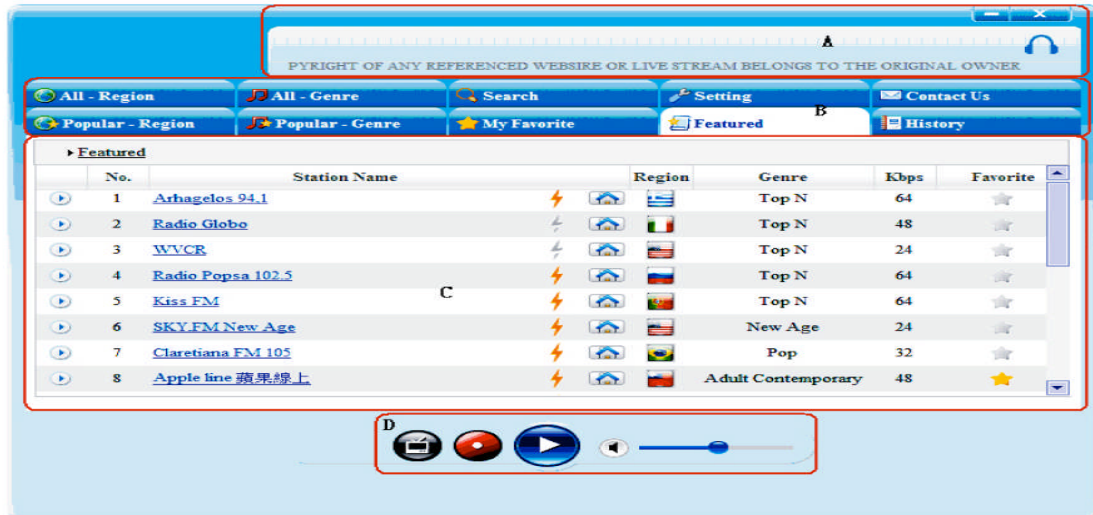 A
PYRIGHT OF ANY REFERENCED WEBSIRE OR LIVE STREAM BELONGS TO THE ORIGINAL OWNER
All - Region All - Genre Search Setting Contact Us
B
Popular - Region Popular - Genre My Favorite Featured History
Featured
No. Station Name Region Genre Kbps Favorite
1 Arhagelos 94.1 Top N 64
2 Radio Globo Top N 48
3 WVCR Top N 24
4 Radio Popsa 102.5 Top N 64
C
5 Kiss FM Top N 64
6 SKY.FM New Age New Age 24
7 Claretiana FM 105 Pop 32
8 Apple line 蘋果線上 Adult Contemporary 48
D